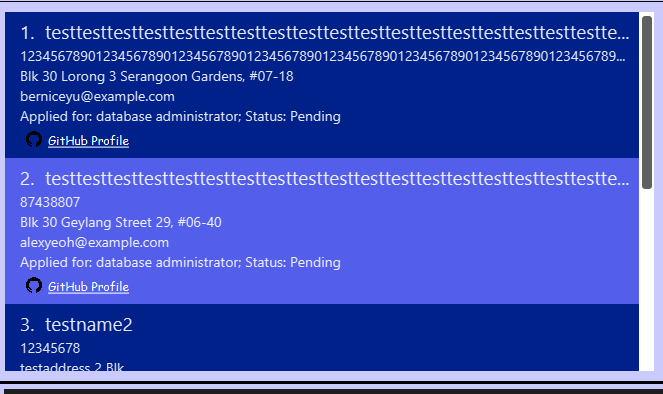 1. testtesttesttesttesttesttesttesttesttesttesttesttesttesttesttesttesttestte...
1234567890123456789012345678901234567890123456789012345678901234567890123456789...
Blk 30 Lorong 3 Serangoon Gardens, #07-18
berniceyu@example.com
Applied for: database administrator; Status: Pending
GitHub Profile
2. testtesttesttesttesttesttesttesttesttesttesttesttesttesttesttesttesttestte...
87438807
Blk 30 Geylang Street 29, #06-40
alexyeoh@example.com
Applied for: database administrator; Status: Pending
GitHub Profile
3. testname2
12345678
testaddress 2 Blk